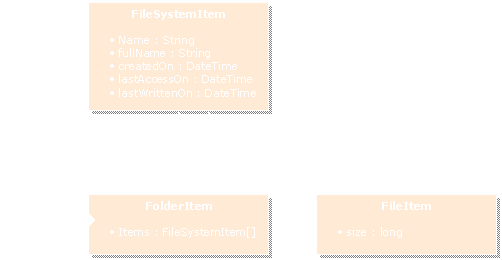 FileSystemItem
• Name : String
• fullName : String
• createdOn : DateTime
• lastAccessOn : DateTime
• lastWrittenOn : DateTime
FolderItem
• Items : FileSystemItem[]
FileItem
• size : long